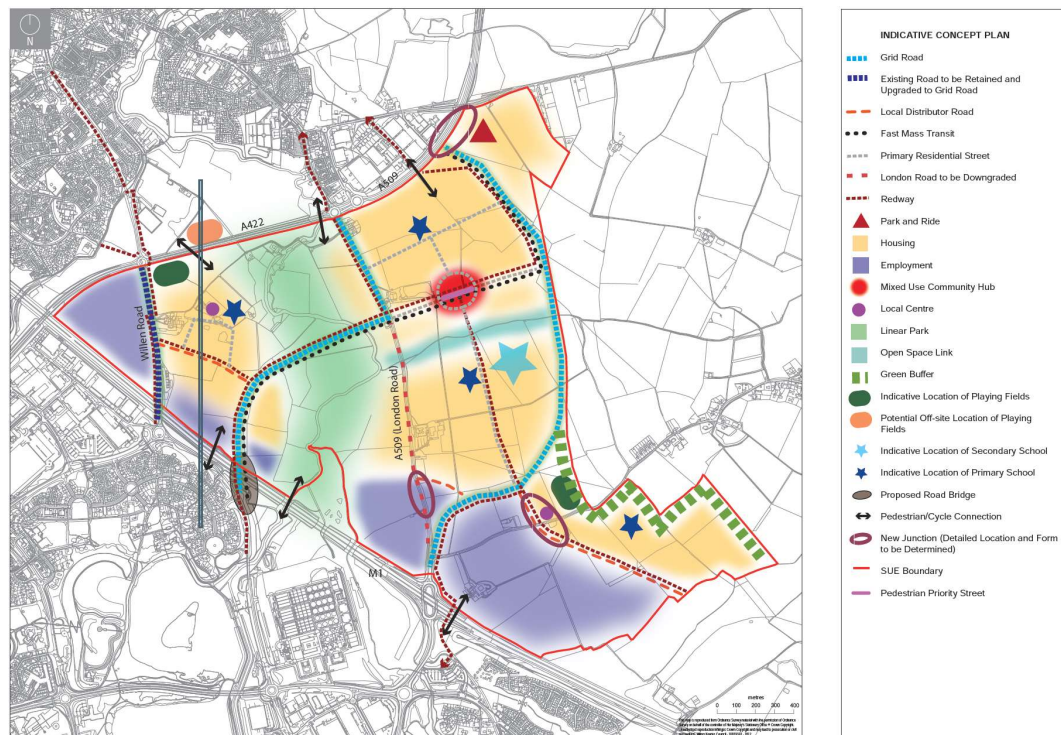 N
A422
A509
Willen Road
A509 (London Road)
M1
metres
0 100 200 300 400
INDICATIVE CONCEPT PLAN
Grid Road
Existing Road to be Retained and
Upgraded to Grid Road
Local Distributor Road
Fast Mass Transit
Primary Residential Street
London Road to be Downgraded
Redway
Park and Ride
Housing
Employment
Mixed Use Community Hub
Local Centre
Linear Park
Open Space Link
Green Buffer
Indicative Location of Playing Fields
Potential Off-site Location of Playing
Fields
Indicative Location of Secondary School
Indicative Location of Primary School
Proposed Road Bridge
Pedestrian/Cycle Connection
New Junction (Detailed Location and Form
to be Determined)
SUE Boundary
Pedestrian Priority Street